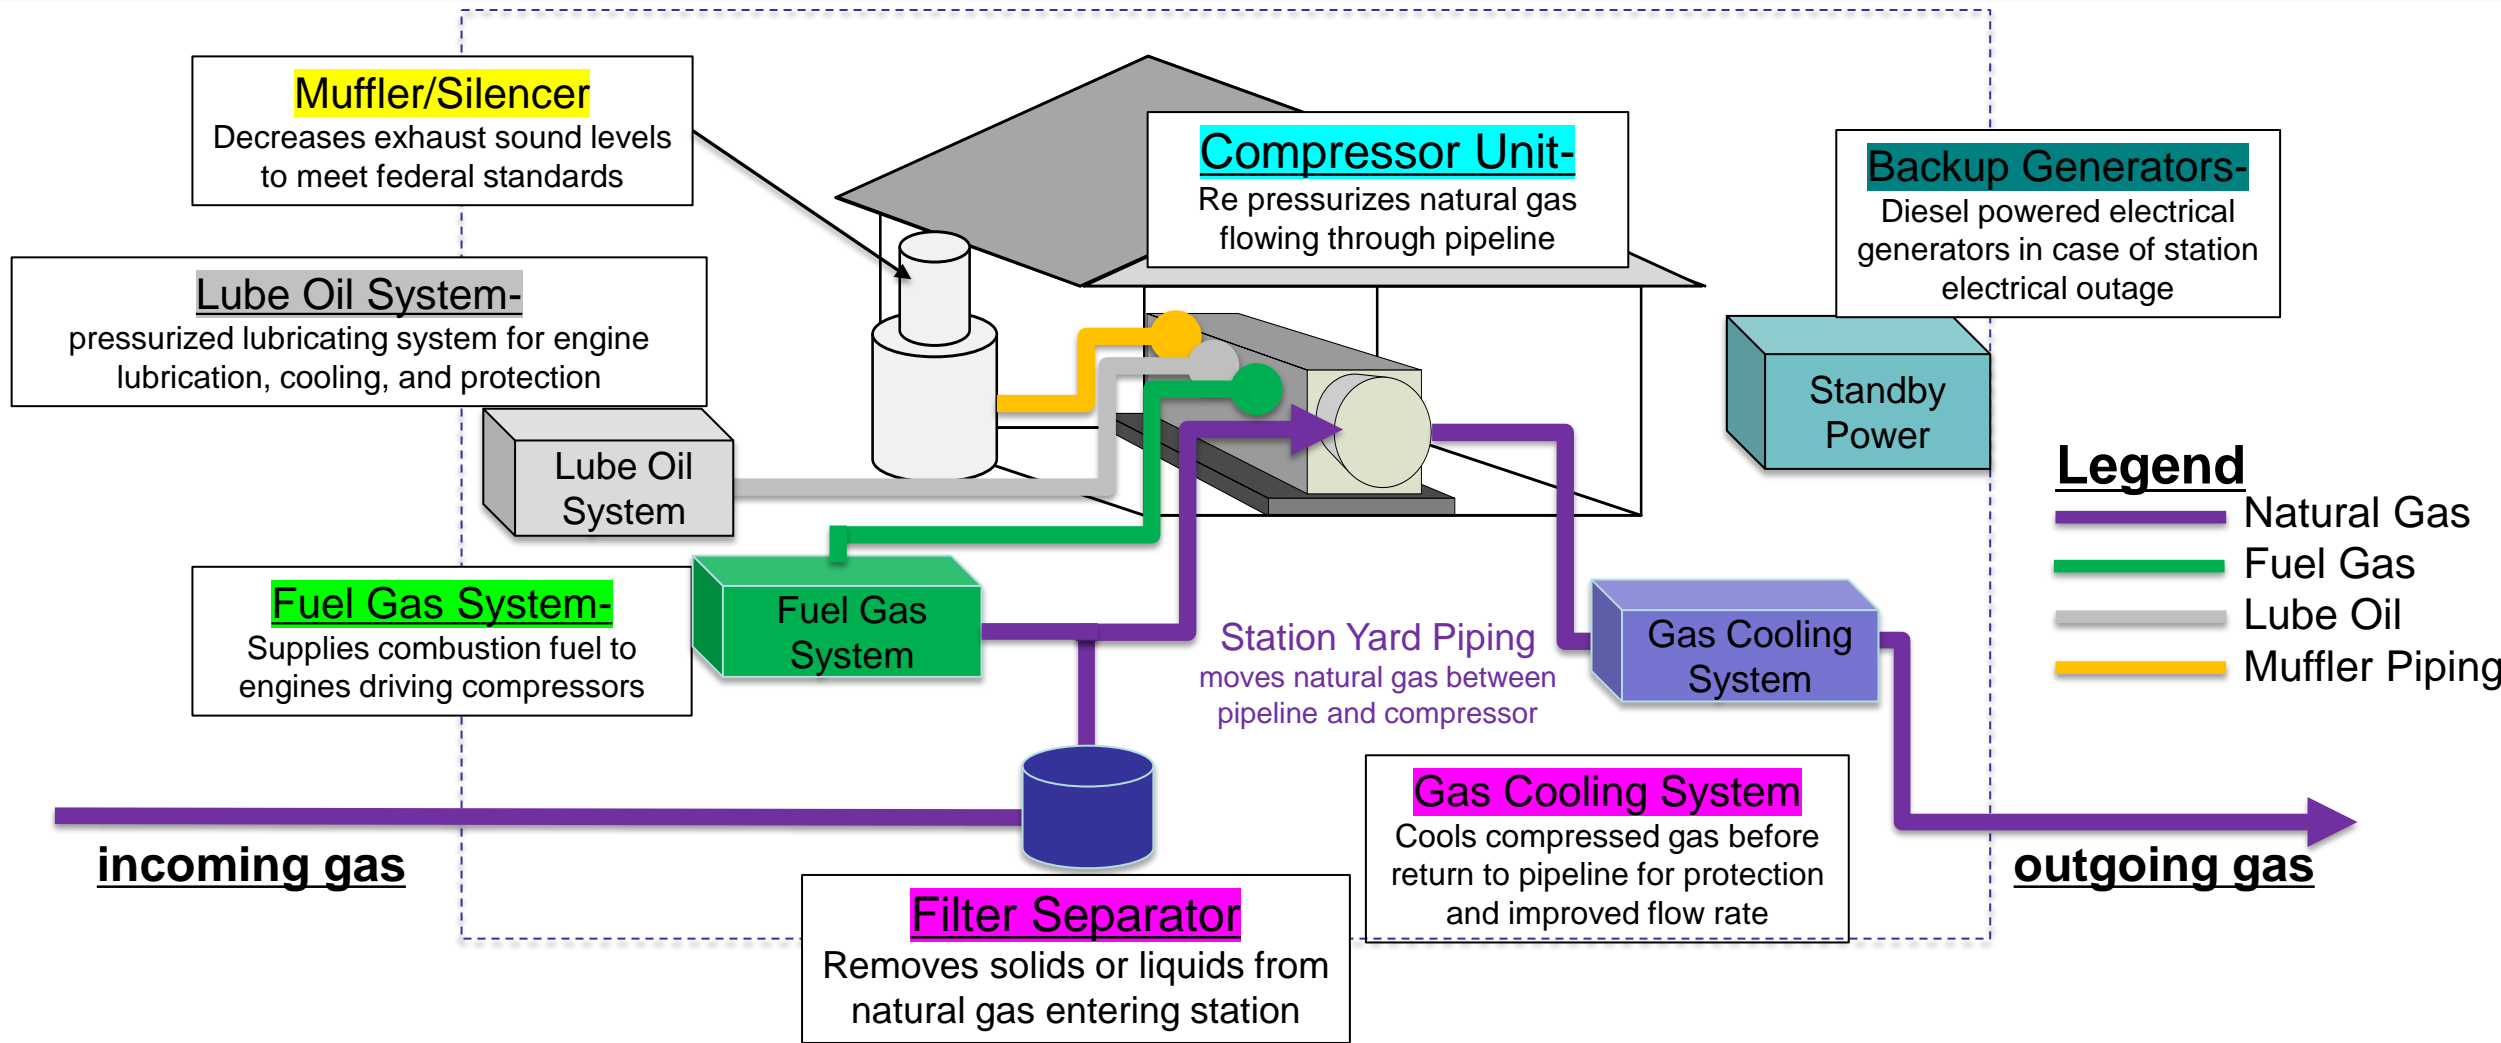 Muffler/Silencer
Decreases exhaust sound levels
to meet federal standards
Compressor Unit-
Re pressurizes natural gas
flowing through pipeline
Backup Generators-
Diesel powered electrical
generators in case of station
electrical outage
Lube Oil System-
pressurized lubricating system for engine
lubrication, cooling, and protection
Standby
Power
Lube Oil
System
Legend
Natural Gas
Fuel Gas
Lube Oil
Muffler Piping
Fuel Gas System-
Supplies combustion fuel to
engines driving compressors
Fuel Gas
System
Station Yard Piping
moves natural gas between
pipeline and compressor
Gas Cooling
System
incoming gas
Gas Cooling System
Cools compressed gas before
return to pipeline for protection
and improved flow rate
outgoing gas
Filter Separator
Removes solids or liquids from
natural gas entering station